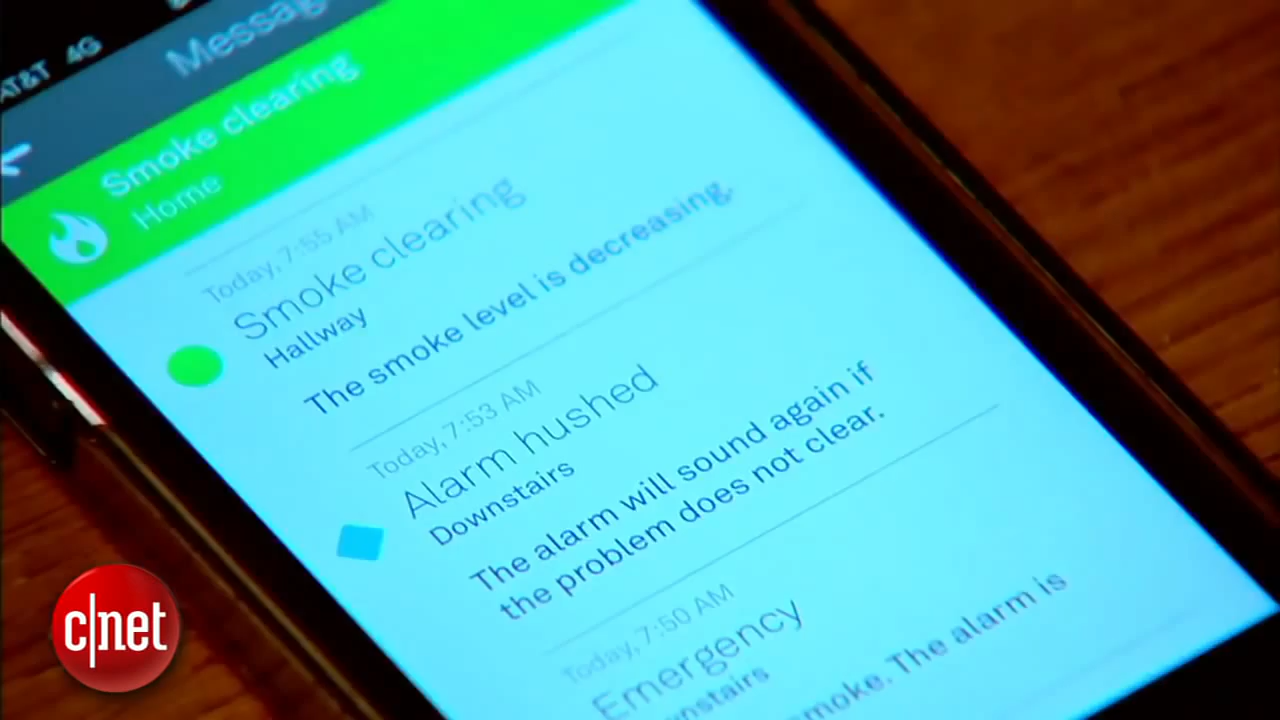 AT&T 4G
Messag
Smoke clearing
Home
Today, 7:55 AM
Smoke clearing
Hallway
The smoke level is decreasing.
Today, 7:53 AM
Alarm hushed
Downstairs
The alarm will sound again if
the problem does not clear.
Today, 7:50 AM
Emergency
wnstairs
smoke. The alarm is
c|net